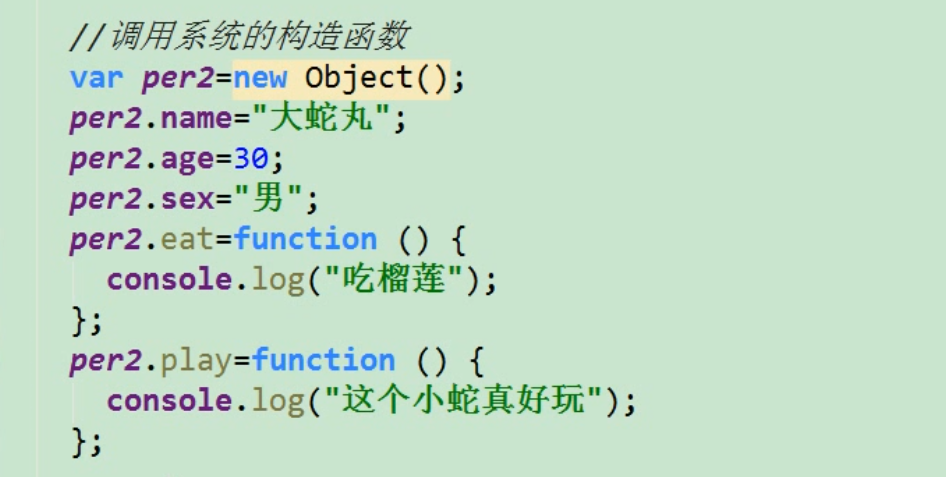 //调用系统的构造函数
var per2=new Object();
per2.name="大蛇丸";
per2.age=30;
per2.sex="男";
per2.eat=function () {
  console.log("吃榴莲");
};
per2.play=function () {
  console.log("这个小蛇真好玩");
};